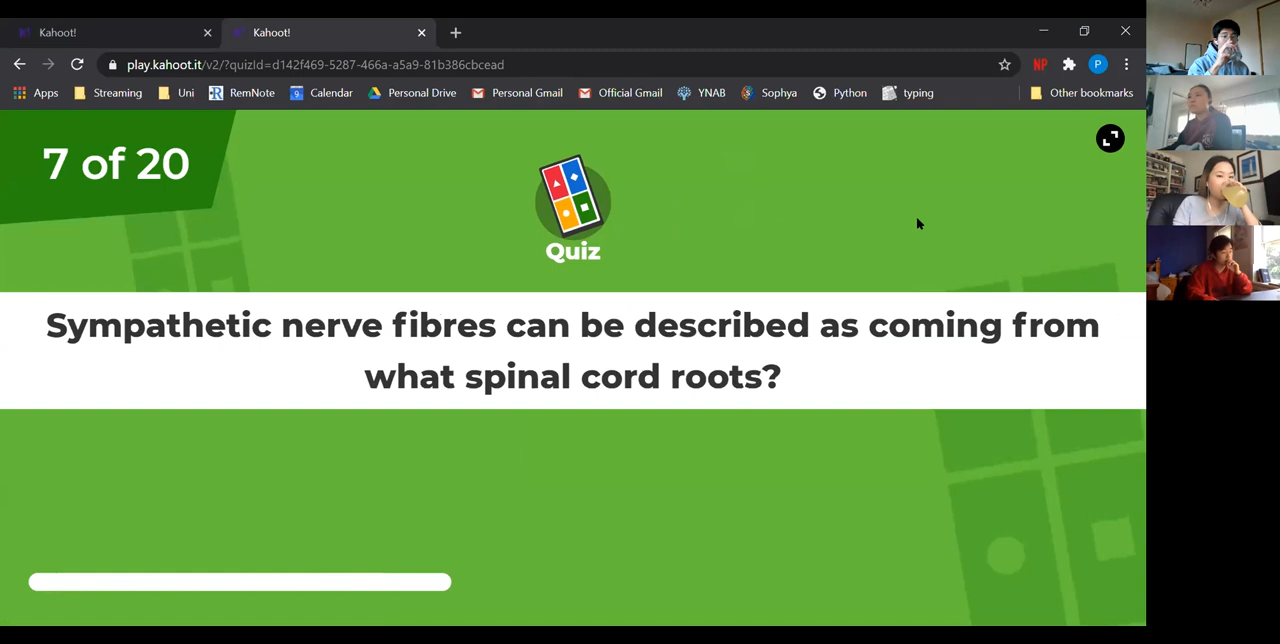 Kahoot!
Kahoot!
play.kahoot.it/v2/?quizId=d142f469-5287-466a-a5a9-81b386cbcead
NP
P
Apps
Streaming
Uni
RemNote
9
Calendar
Personal Drive
Personal Gmail
Official Gmail
YNAB
Sophya
Python
typing
Other bookmarks
7 of 20
Quiz
Sympathetic nerve fibres can be described as coming from
what spinal cord roots?